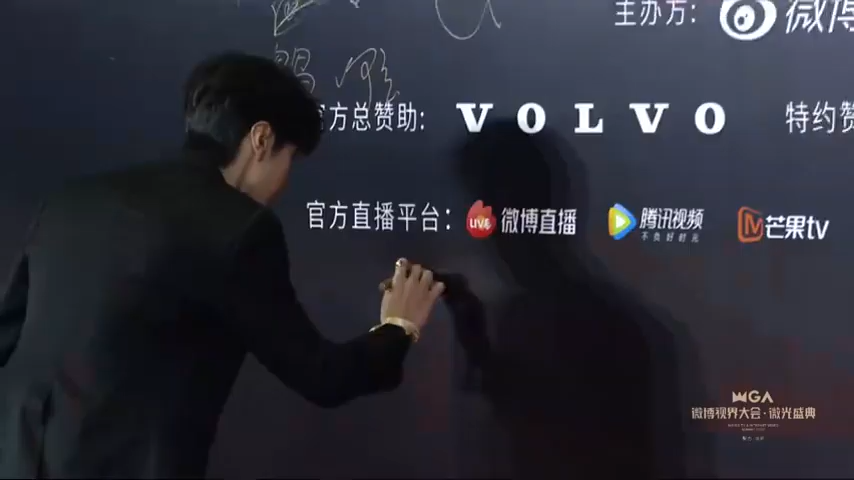 主办方: 微博
官方总赞助: VOLVO 特约赞
官方直播平台: LIVE 微博直播 腾讯视频 芒果tv
不负好时光
WGA
微博视界大会·微光盛典